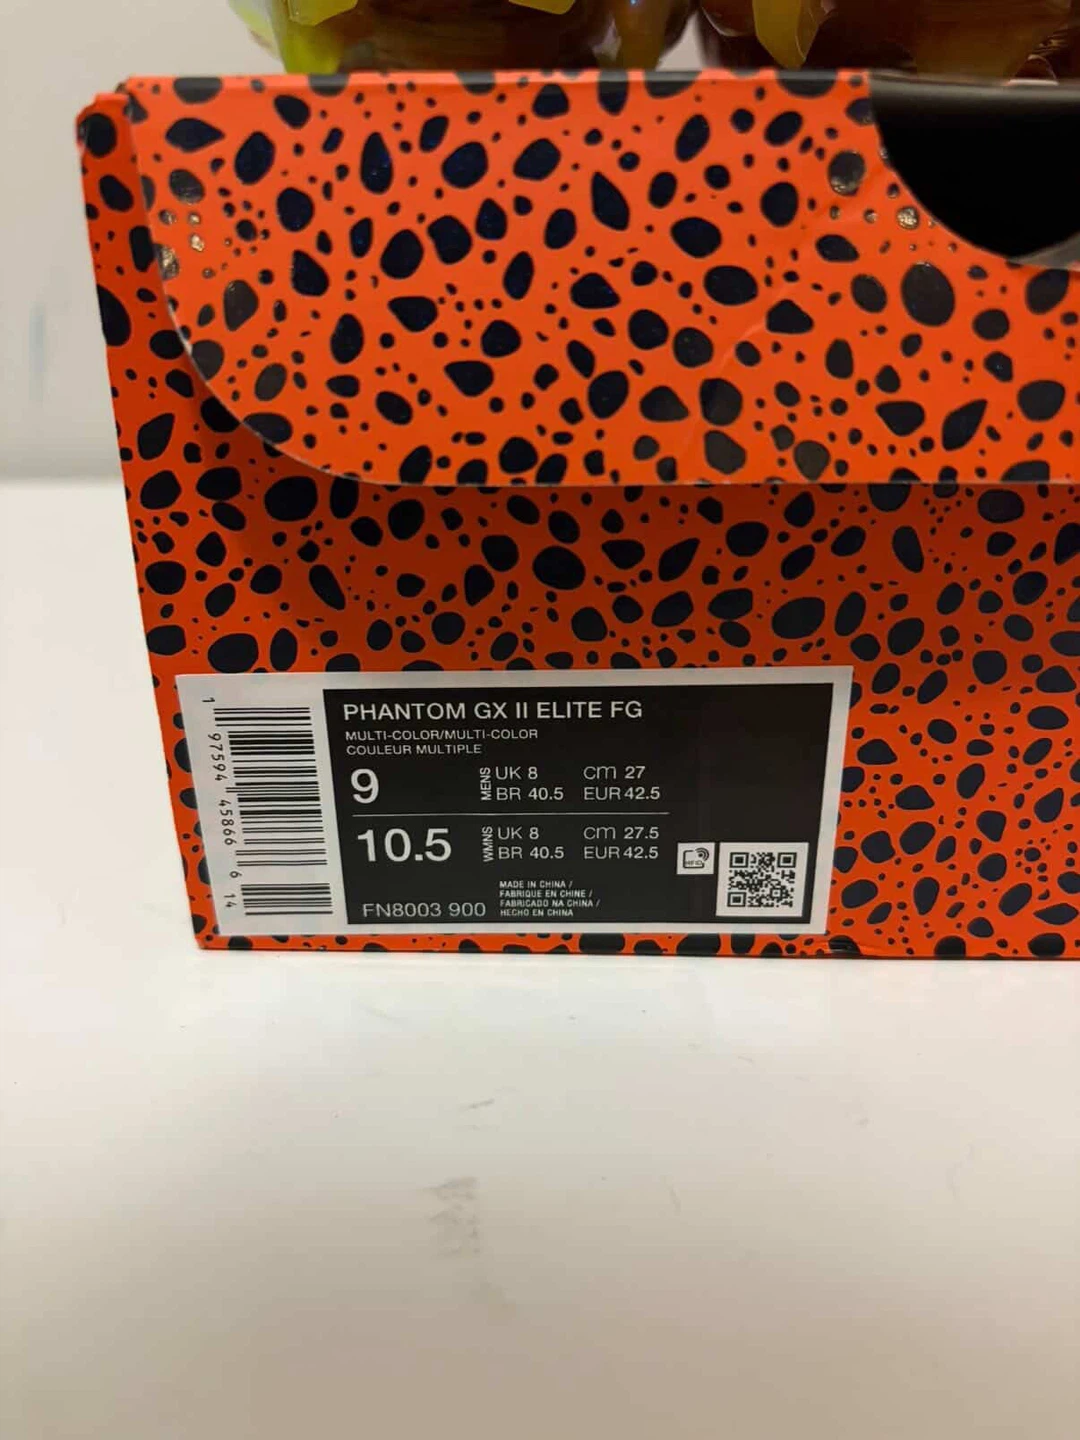 PHANTOM GX II ELITE FG
MULTI-COLOR/MULTI-COLOR
COULEUR MULTIPLE
9
MENS
UK 8 cm 27
BR 40.5 EUR 42.5
10.5
WMNS
UK 8 cm 27.5
BR 40.5 EUR 42.5
MADE IN CHINA /
FABRIQUE EN CHINE /
FABRICADO NA CHINA /
HECHO EN CHINA
FN8003 900
1 97594 45866 6 14